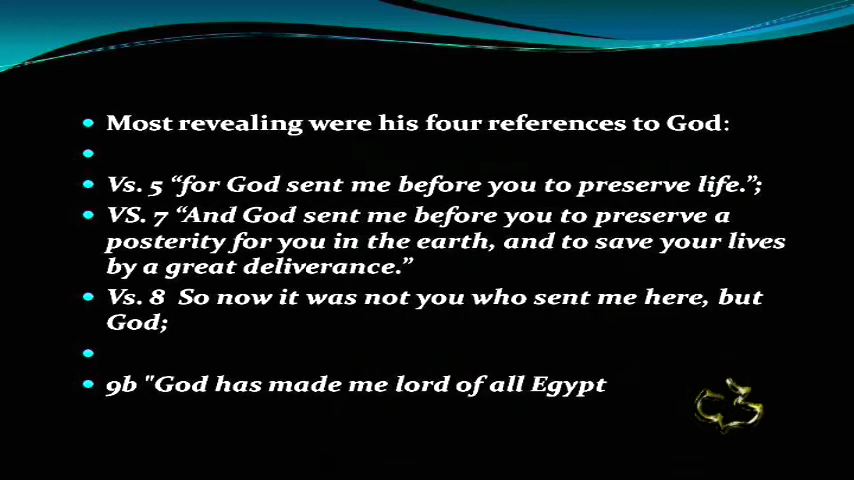 Most revealing were his four references to God:
Vs. 5 “for God sent me before you to preserve life.”;
VS. 7 “And God sent me before you to preserve a
posterity for you in the earth, and to save your lives
by a great deliverance.”
Vs. 8  So now it was not you who sent me here, but
God;
9b "God has made me lord of all Egypt